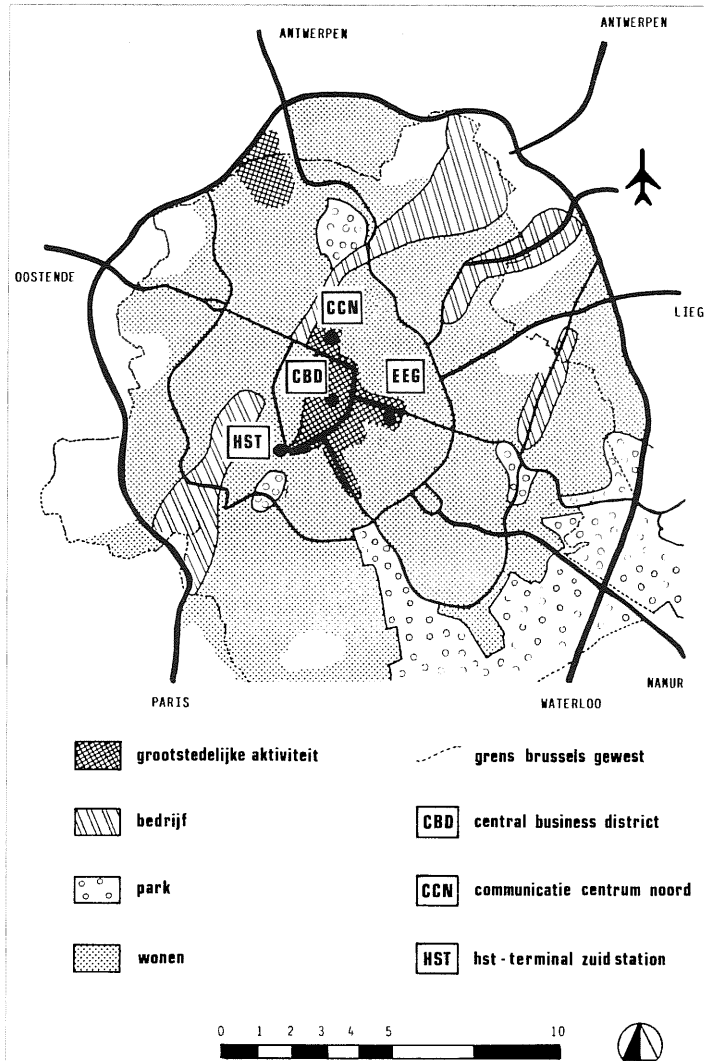 ANTWERPEN
ANTWERPEN
OOSTENDE
CCN
LIEG
CBD
EEG
HST
PARIS
WATERLOO
NAMUR
grootstedelijke aktiviteit
grens brussels gewest
bedrijf
CBD central business district
park
CCN communicatie centrum noord
wonen
HST hst-terminal zuid station
0 1 2 3 4 5 10